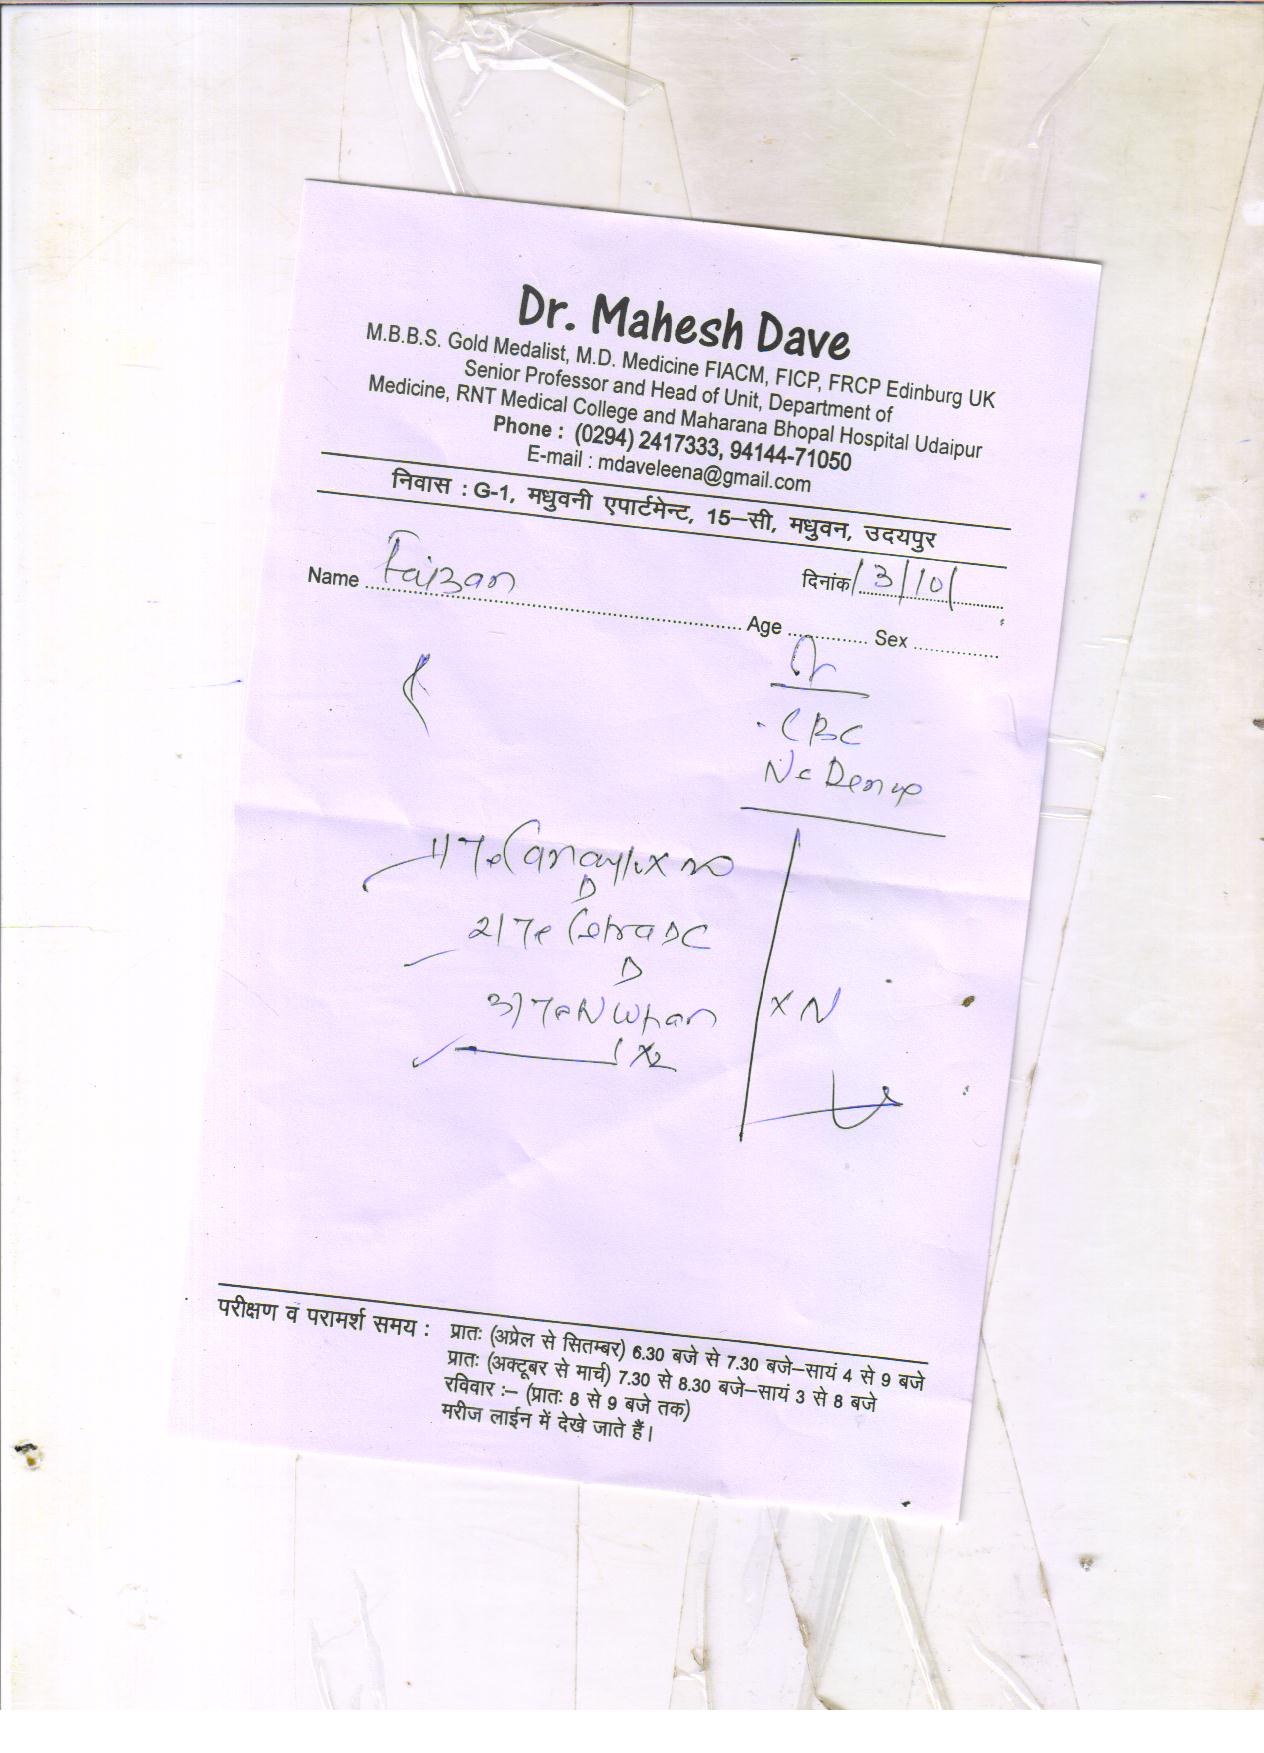 Dr. Mahesh Dave
M.B.B.S. Gold Medalist, M.D. Medicine FIACM, FICP, FRCP Edinburg UK
Senior Professor and Head of Unit, Department of
Medicine, RNT Medical College and Maharana Bhopal Hospital Udaipur
Phone : (0294) 2417333, 94144-71050
E-mail : mdaveleena@gmail.com
निवास : G-1, मधुवनी एपार्टमेन्ट, 15–सी, मधुवन, उदयपुर
Name Faizan दिनांक 3/10/
Age Sex
CBC
1)
2)
3)
x N
परीक्षण व परामर्श समय : प्रातः (अप्रेल से सितम्बर) 6.30 बजे से 7.30 बजे–सायं 4 से 9 बजे
प्रातः (अक्टूबर से मार्च) 7.30 से 8.30 बजे–सायं 3 से 8 बजे
रविवार :– (प्रातः 8 से 9 बजे तक)
मरीज लाईन में देखे जाते हैं।